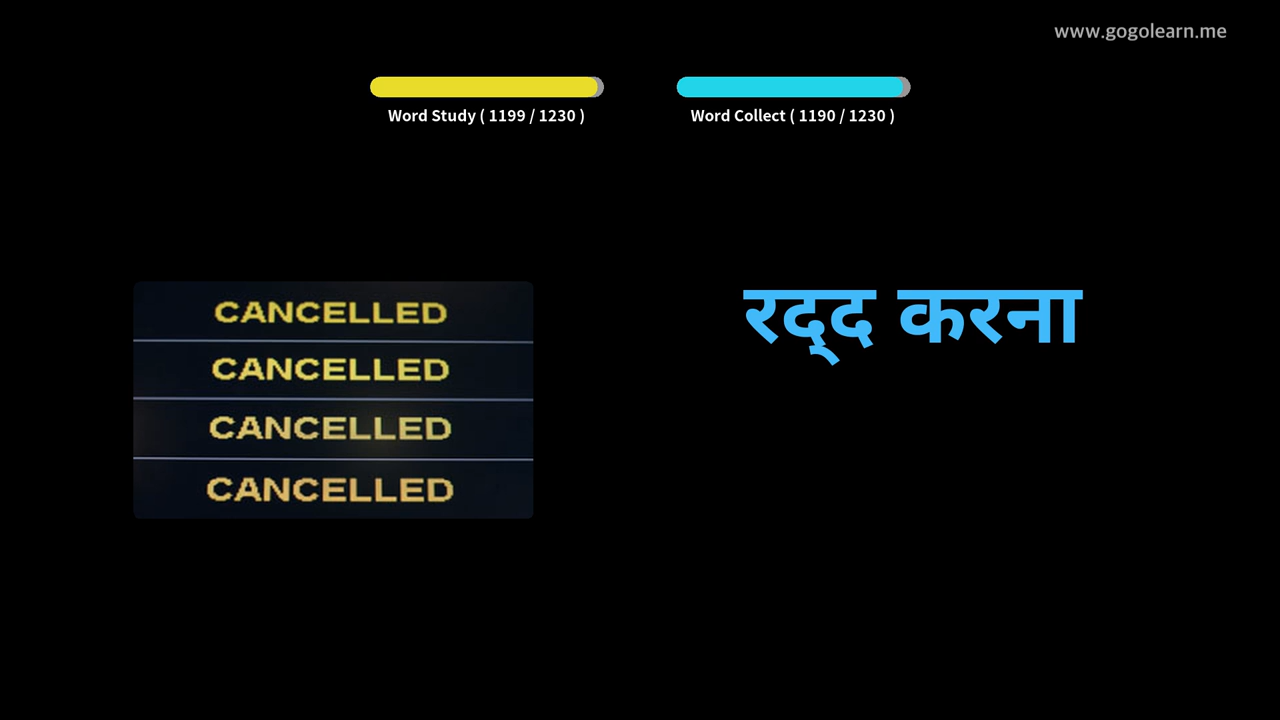 www.gogolearn.me
Word Study ( 1199 / 1230 )
Word Collect ( 1190 / 1230 )
CANCELLED
CANCELLED
CANCELLED
CANCELLED
रद्द करना